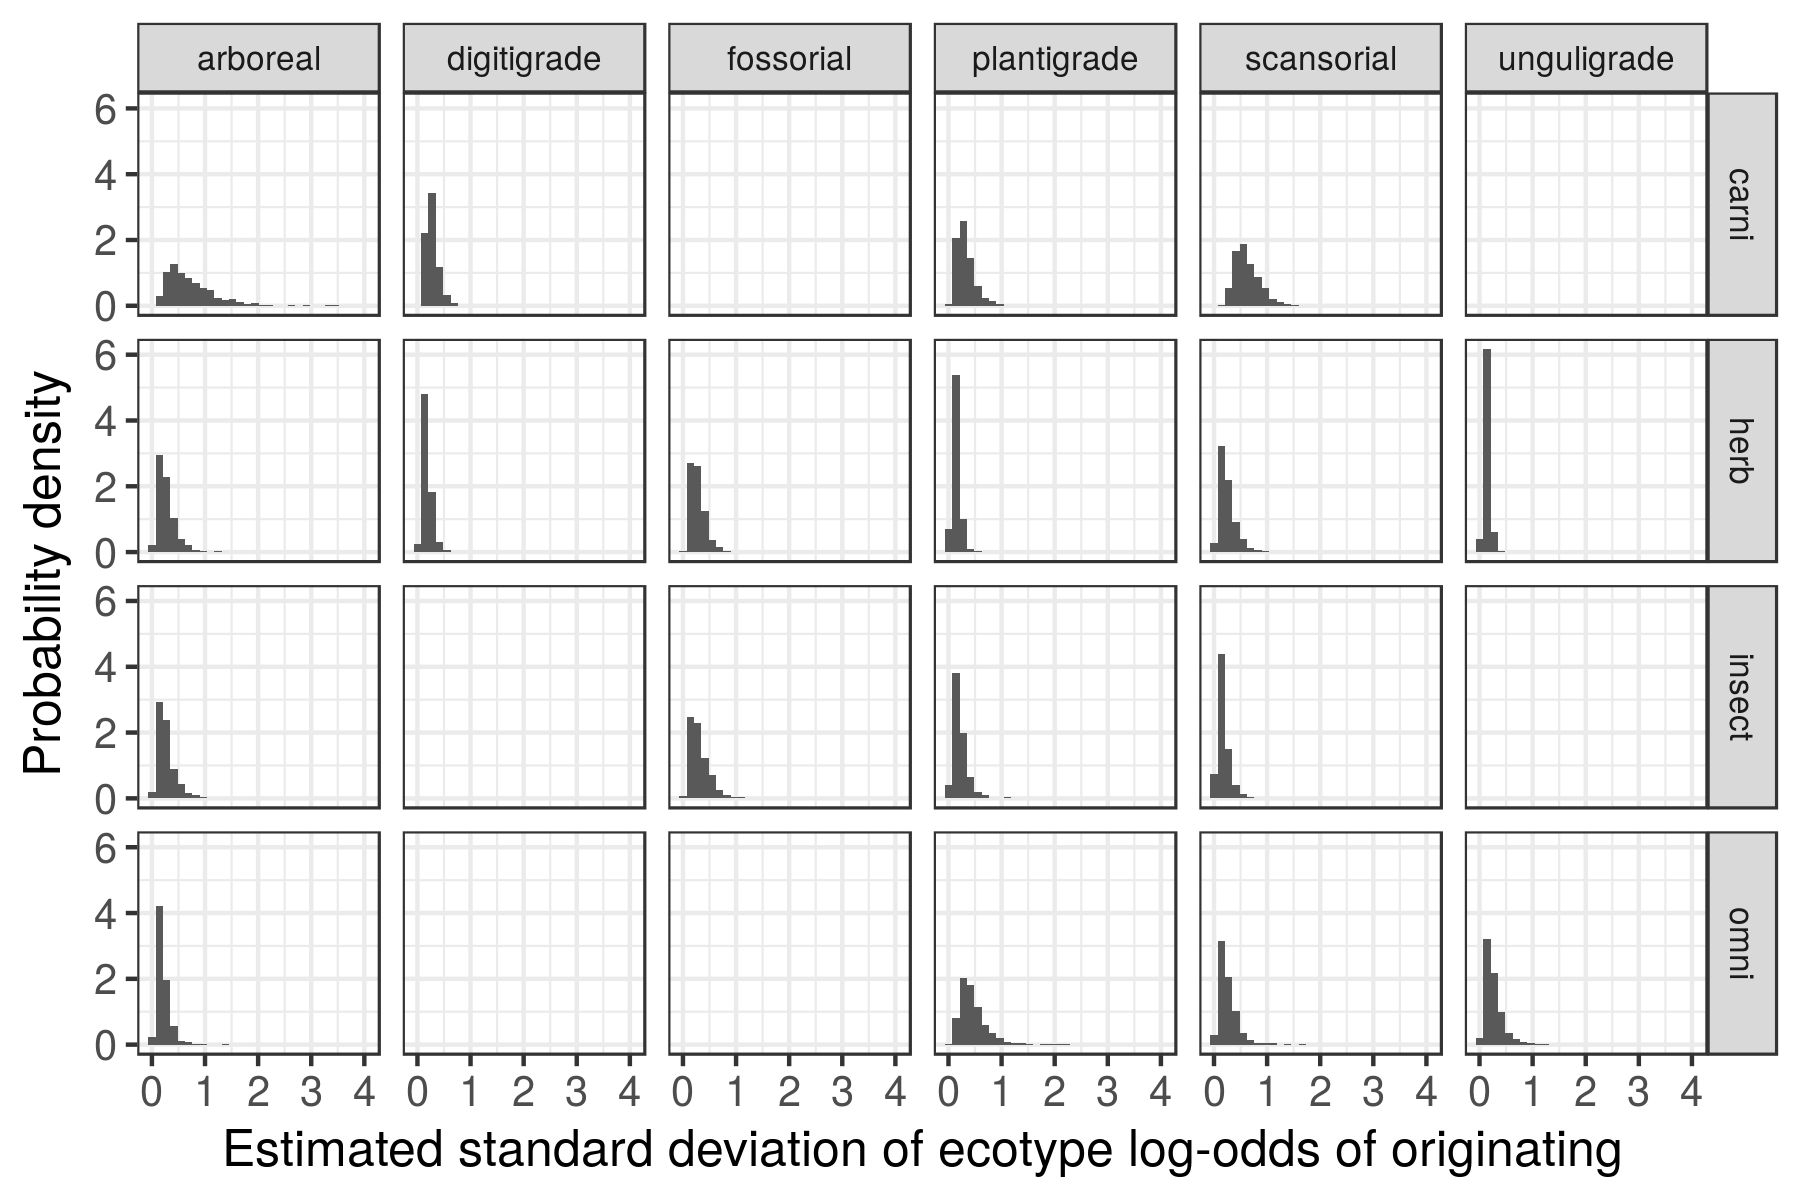 arboreal digitigrade fossorial plantigrade scansorial unguligrade
6
4
2
0
carni
6
4
2
0
herb
6
4
2
0
insect
6
4
2
0
omni
0 1 2 3 4 0 1 2 3 4 0 1 2 3 4 0 1 2 3 4 0 1 2 3 4 0 1 2 3 4
Probability density
Estimated standard deviation of ecotype log-odds of originating